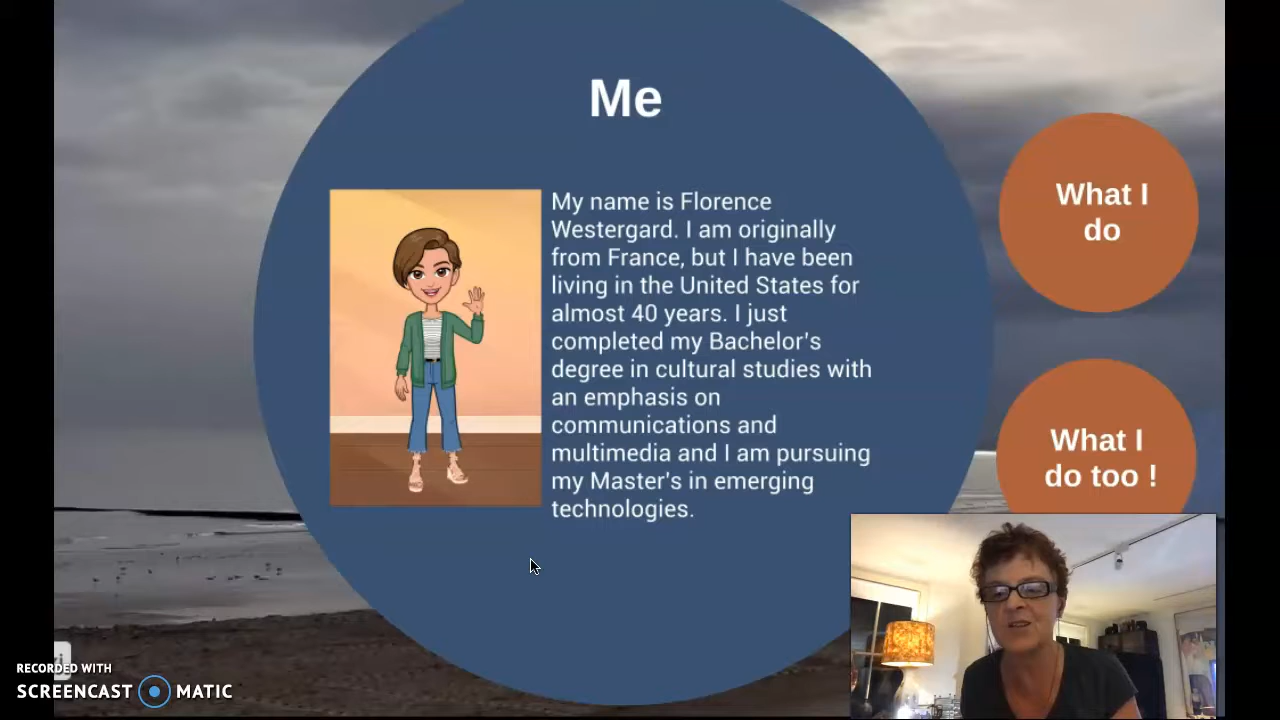 Me
My name is Florence
Westergard. I am originally
from France, but I have been
living in the United States for
almost 40 years. I just
completed my Bachelor's
degree in cultural studies with
an emphasis on
communications and
multimedia and I am pursuing
my Master's in emerging
technologies.
What I
do
What I
do too !
RECORDED WITH
SCREENCAST MATIC